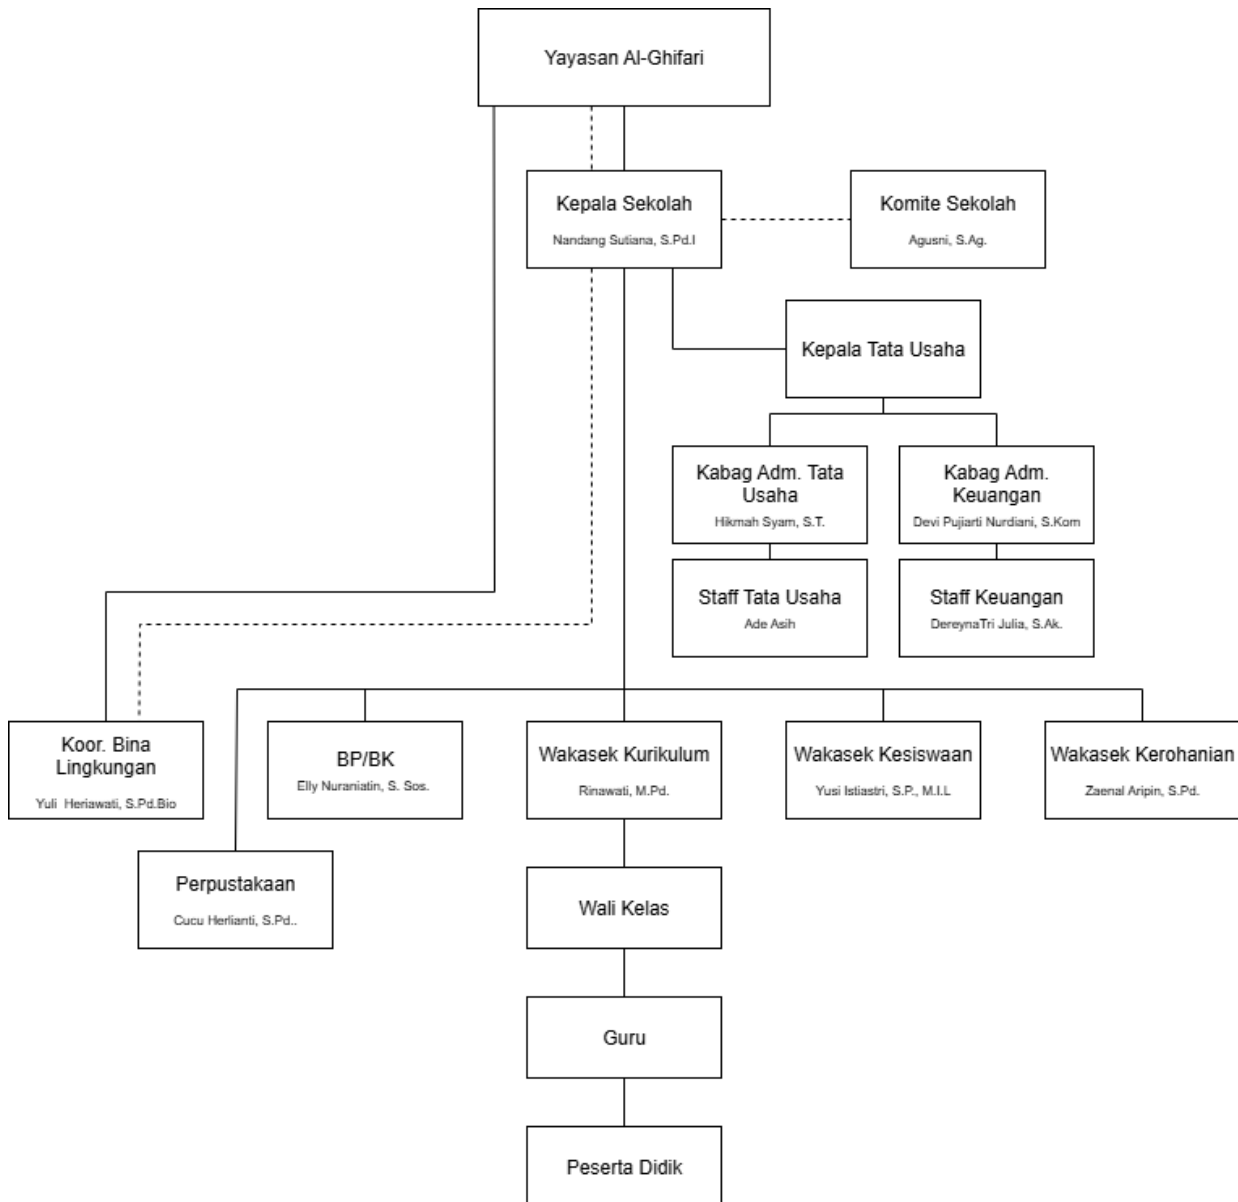 Yayasan Al-Ghifari
Kepala Sekolah
Nandang Sutiana, S.Pd.I
Komite Sekolah
Agusni, S.Ag.
Kepala Tata Usaha
Kabag Adm. Tata
Usaha
Hikmah Syam, S.T.
Kabag Adm.
Keuangan
Devi Pujiarti Nurdiani, S.Kom
Staff Tata Usaha
Ade Asih
Staff Keuangan
DereynaTri Julia, S.Ak.
Koor. Bina
Lingkungan
Yuli Heriawati, S.Pd.Bio
BP/BK
Elly Nuraniatin, S. Sos.
Wakasek Kurikulum
Rinawati, M.Pd.
Wakasek Kesiswaan
Yusi Istiastri, S.P., M.I.L
Wakasek Kerohanian
Zaenal Aripin, S.Pd.
Perpustakaan
Cucu Herlianti, S.Pd..
Wali Kelas
Guru
Peserta Didik